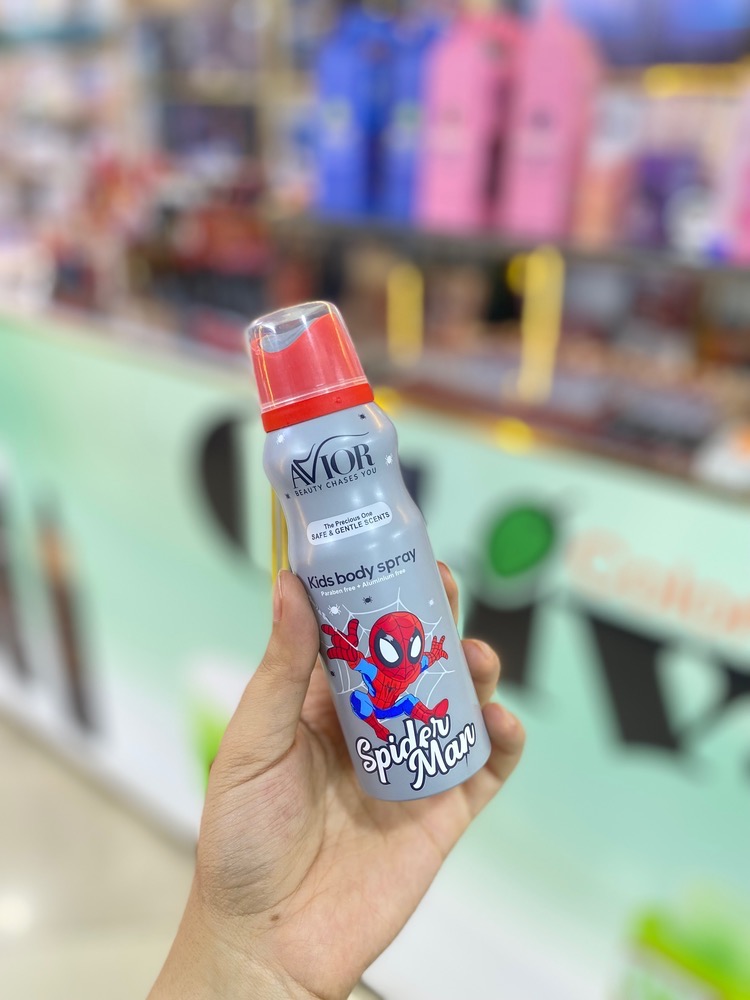 AVIOR
BEAUTY CHASES YOU
The Precious One
SAFE & GENTLE SCENTS
Kids body spray
Paraben free + Aluminium free
Spider
Man